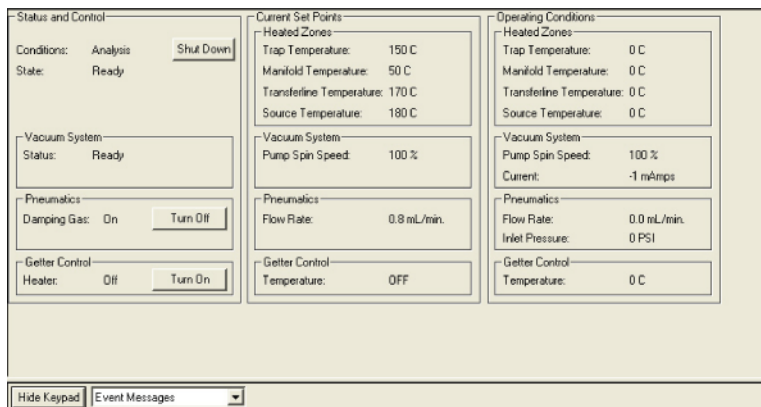 Status and Control
Conditions: Analysis Shut Down
State: Ready
Vacuum System
Status: Ready
Pneumatics
Damping Gas: On Turn Off
Getter Control
Heater: Off Turn On
Current Set Points
Heated Zones
Trap Temperature: 150 C
Manifold Temperature: 50 C
Transferline Temperature: 170 C
Source Temperature: 180 C
Vacuum System
Pump Spin Speed: 100 %
Pneumatics
Flow Rate: 0.8 mL/min.
Getter Control
Temperature: OFF
Operating Conditions
Heated Zones
Trap Temperature: 0 C
Manifold Temperature: 0 C
Transferline Temperature: 0 C
Source Temperature: 0 C
Vacuum System
Pump Spin Speed: 100 %
Current: -1 mAmps
Pneumatics
Flow Rate: 0.0 mL/min.
Inlet Pressure: 0 PSI
Getter Control
Temperature: 0 C
Hide Keypad Event Messages